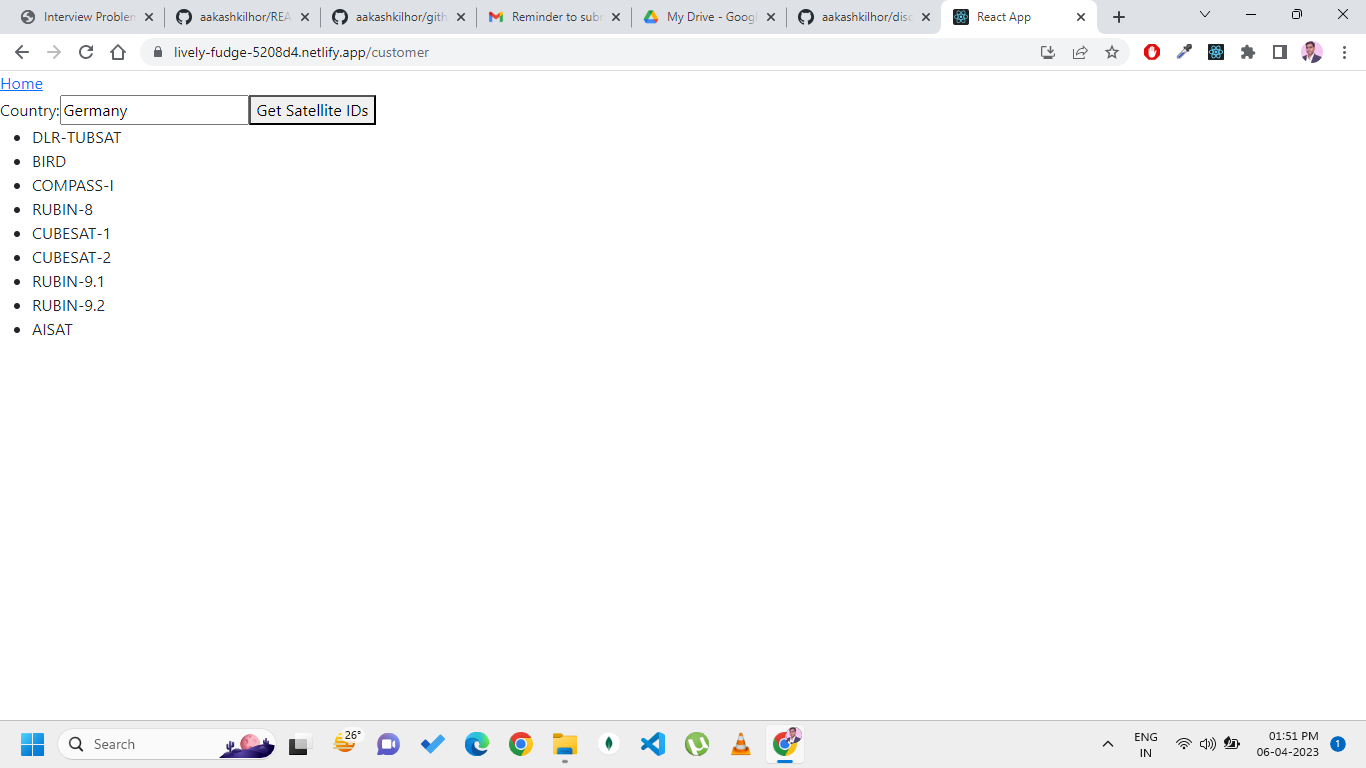 Interview Problem
aakashkilhor/REA
aakashkilhor/gith
Reminder to sub
My Drive - Goog
aakashkilhor/disc
React App
lively-fudge-5208d4.netlify.app/customer
Home
Country: Germany Get Satellite IDs
DLR-TUBSAT
BIRD
COMPASS-I
RUBIN-8
CUBESAT-1
CUBESAT-2
RUBIN-9.1
RUBIN-9.2
AISAT
Search
26°
ENG
IN
01:51 PM
06-04-2023
1